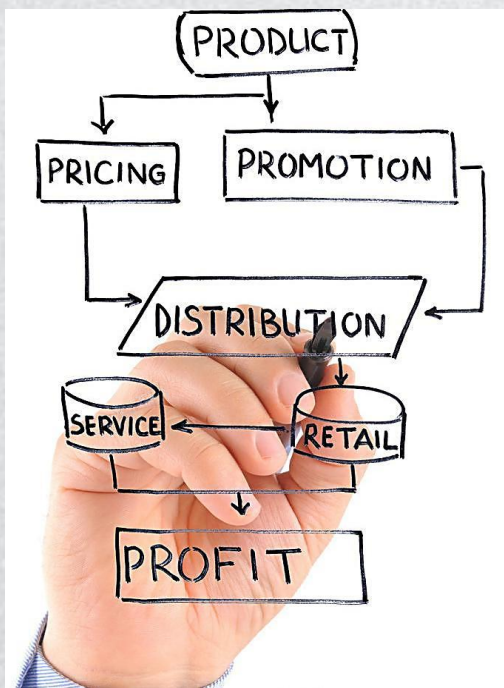 PRODUCT
PRICING
PROMOTION
DISTRIBUTION
SERVICE
RETAIL
PROFIT